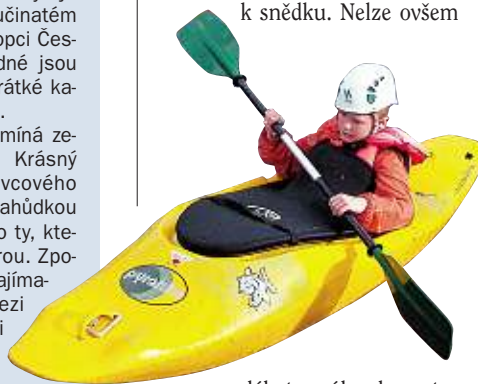 učinatém
opci Čes-
dné jsou
rátké ka-
míná ze-
Krásný
vcového
ahůdkou
o ty, kte-
rou. Zpo-
ajíma-
ezi
i
k snědku. Nelze ovšem